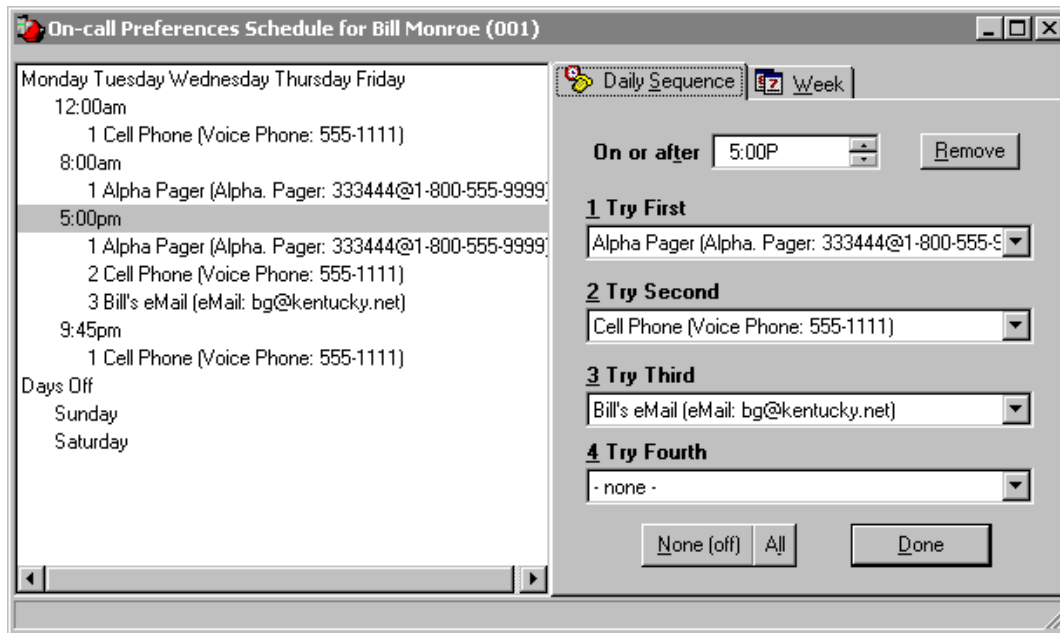 On-call Preferences Schedule for Bill Monroe (001)
Monday Tuesday Wednesday Thursday Friday
12:00am
1 Cell Phone (Voice Phone: 555-1111)
8:00am
1 Alpha Pager (Alpha. Pager: 333444@1-800-555-9999)
5:00pm
1 Alpha Pager (Alpha. Pager: 333444@1-800-555-9999)
2 Cell Phone (Voice Phone: 555-1111)
3 Bill's eMail (eMail: bg@kentucky.net)
9:45pm
1 Cell Phone (Voice Phone: 555-1111)
Days Off
Sunday
Saturday
Daily Sequence
Week
On or after 5:00P Remove
1 Try First
Alpha Pager (Alpha. Pager: 333444@1-800-555-9
2 Try Second
Cell Phone (Voice Phone: 555-1111)
3 Try Third
Bill's eMail (eMail: bg@kentucky.net)
4 Try Fourth
- none -
None (off) All Done